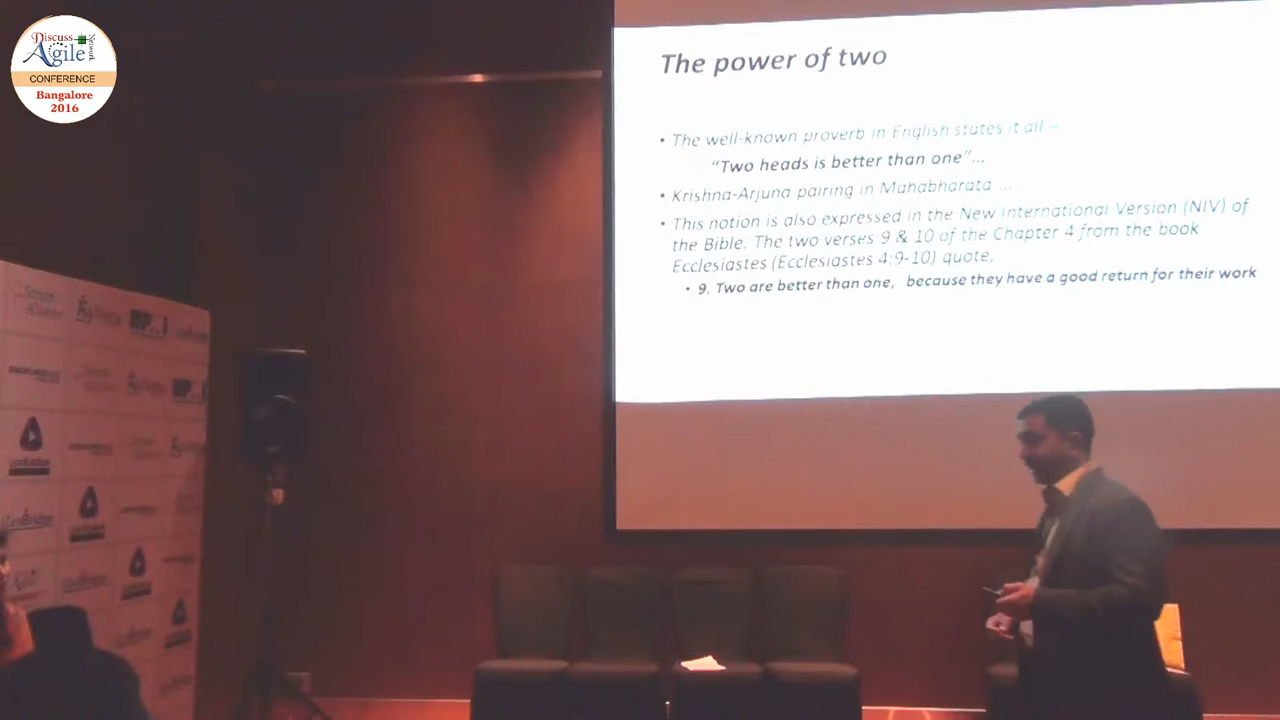 Discuss
Agile
Network
CONFERENCE
Bangalore
2016
The power of two
• The well-known proverb in English states it all –
“Two heads is better than one”...
• Krishna-Arjuna pairing in Mahabharata ...
• This notion is also expressed in the New International Version (NIV) of
the Bible. The two verses 9 & 10 of the Chapter 4 from the book
Ecclesiastes (Ecclesiastes 4:9-10) quote,
• 9. Two are better than one, because they have a good return for their work